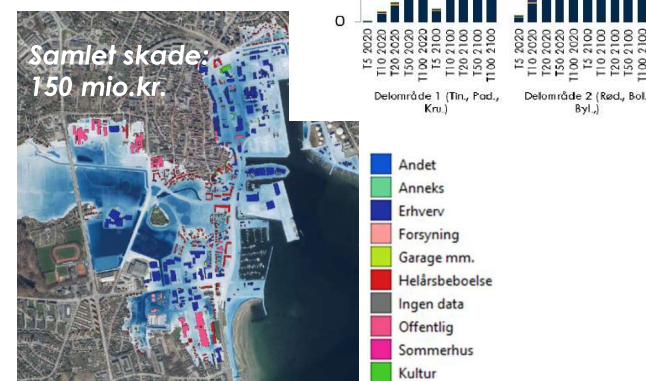 Samlet skade:
150 mio.kr.
0
T5 2020
T10 2020
T20 2020
T50 2020
T100 2020
T5 2100
T10 2100
T20 2100
T50 2100
T100 2100
T5 2020
T10 2020
T20 2020
T50 2020
T100 2020
T5 2100
T10 2100
T20 2100
T50 2100
T100 2100
Delområde 1 (Tin., Pad.,
Kru.)
Delområde 2 (Rød., Bol.
Byl.,)
Andet
Anneks
Erhverv
Forsyning
Garage mm.
Helårsbeboelse
Ingen data
Offentlig
Sommerhus
Kultur